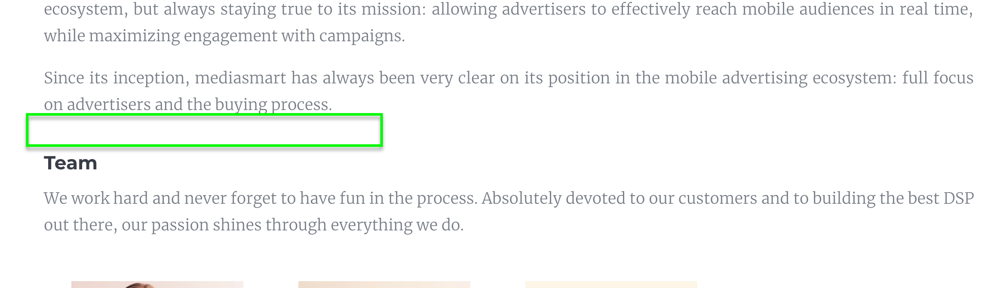 ecosystem, but always staying true to its mission: allowing advertisers to effectively reach mobile audiences in real time,
while maximizing engagement with campaigns.
Since its inception, mediasmart has always been very clear on its position in the mobile advertising ecosystem: full focus
on advertisers and the buying process.
Team
We work hard and never forget to have fun in the process. Absolutely devoted to our customers and to building the best DSP
out there, our passion shines through everything we do.